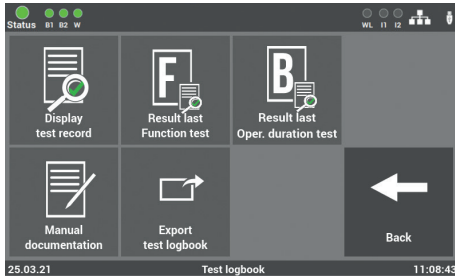 Status B1 B2 W WL I1 I2
F B
Display
test record
Result last
Function test
Result last
Oper. duration test
Manual
documentation
Export
test logbook
Back
25.03.21 Test logbook 11:08:43